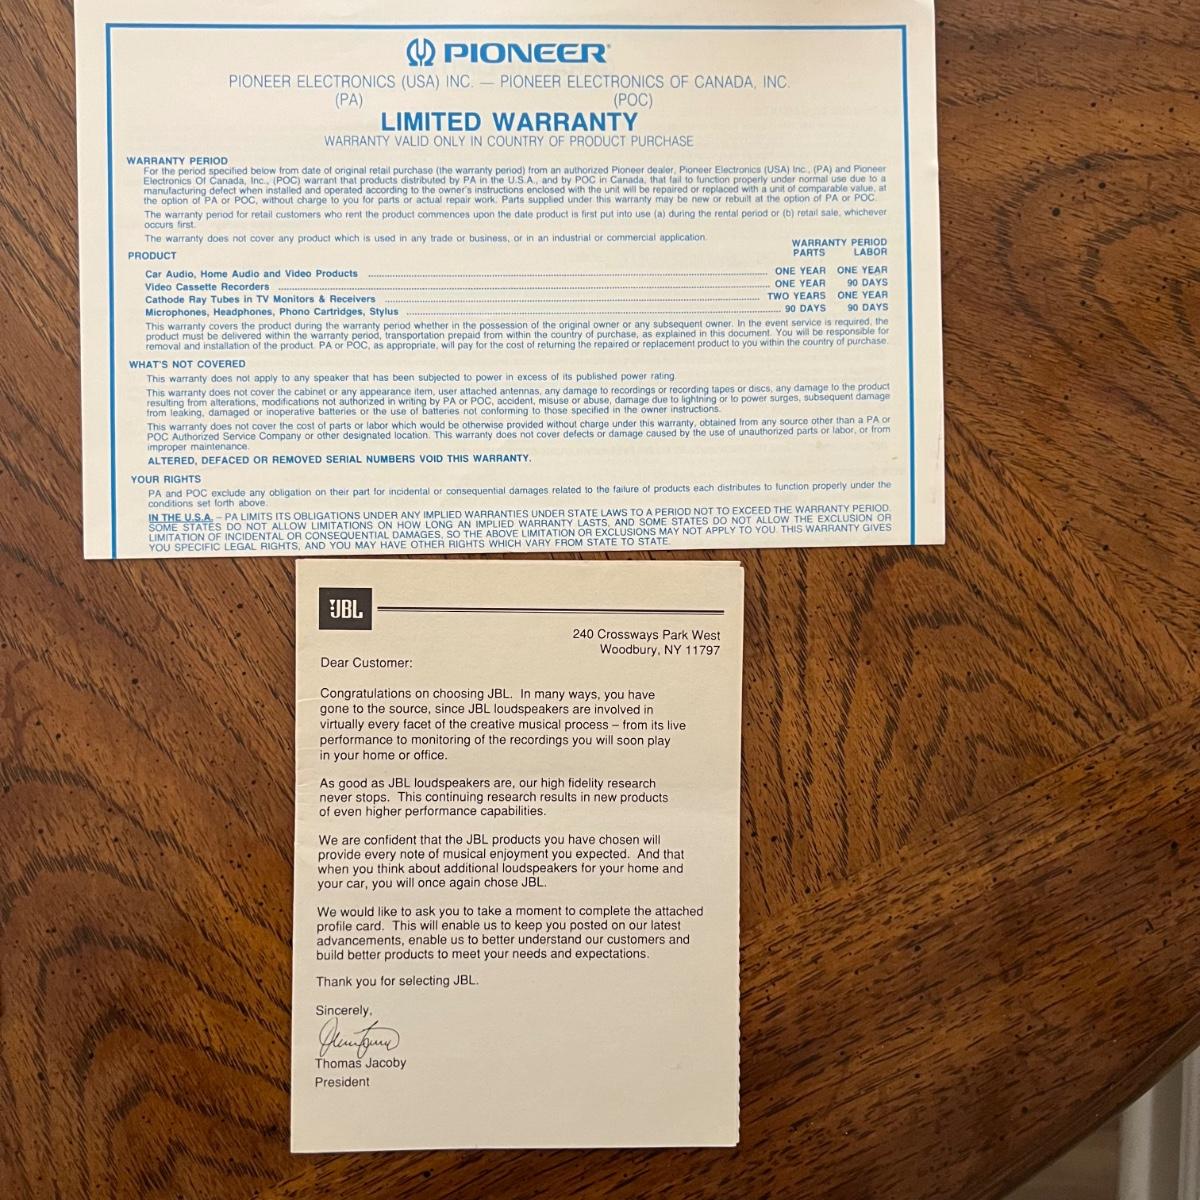 PIONEER®
PIONEER ELECTRONICS (USA) INC. — PIONEER ELECTRONICS OF CANADA, INC.
(PA) (POC)
LIMITED WARRANTY
WARRANTY VALID ONLY IN COUNTRY OF PRODUCT PURCHASE
WARRANTY PERIOD
For the period specified below from date of original retail purchase (the warranty period) from an authorized Pioneer dealer, Pioneer Electronics (USA) Inc., (PA) and Pioneer
Electronics Of Canada, Inc., (POC) warrant that products distributed by PA in the U.S.A., and by POC in Canada, that fail to function properly under normal use due to a
manufacturing defect when installed and operated according to the owner's instructions enclosed with the unit will be repaired or replaced with a unit of comparable value, at
the option of PA or POC, without charge to you for parts or actual repair work. Parts supplied under this warranty may be new or rebuilt at the option of PA or POC.
The warranty period for retail customers who rent the product commences upon the date product is first put into use (a) during the rental period or (b) retail sale, whichever
occurs first.
The warranty does not cover any product which is used in any trade or business, or in an industrial or commercial application.
WARRANTY PERIOD
PRODUCT PARTS LABOR
Car Audio, Home Audio and Video Products ONE YEAR ONE YEAR
Video Cassette Recorders ONE YEAR 90 DAYS
Cathode Ray Tubes in TV Monitors & Receivers TWO YEARS ONE YEAR
Microphones, Headphones, Phono Cartridges, Stylus 90 DAYS 90 DAYS
This warranty covers the product during the warranty period whether in the possession of the original owner or any subsequent owner. In the event service is required, the
product must be delivered within the warranty period, transportation prepaid from within the country of purchase, as explained in this document. You will be responsible for
removal and installation of the product. PA or POC, as appropriate, will pay for the cost of returning the repaired or replacement product to you within the country of purchase.
WHAT'S NOT COVERED
This warranty does not apply to any speaker that has been subjected to power in excess of its published power rating.
This warranty does not cover the cabinet or any appearance item, user attached antennas, any damage to recordings or recording tapes or discs, any damage to the product
resulting from alterations, modifications not authorized in writing by PA or POC, accident, misuse or abuse, damage due to lightning or to power surges, subsequent damage
from leaking, damaged or inoperative batteries or the use of batteries not conforming to those specified in the owner instructions.
This warranty does not cover the cost of parts or labor which would be otherwise provided without charge under this warranty, obtained from any source other than a PA or
POC Authorized Service Company or other designated location. This warranty does not cover defects or damage caused by the use of unauthorized parts or labor, or from
improper maintenance.
ALTERED, DEFACED OR REMOVED SERIAL NUMBERS VOID THIS WARRANTY.
YOUR RIGHTS
PA and POC exclude any obligation on their part for incidental or consequential damages related to the failure of products each distributes to function properly under the
conditions set forth above.
IN THE U.S.A. – PA LIMITS ITS OBLIGATIONS UNDER ANY IMPLIED WARRANTIES UNDER STATE LAWS TO A PERIOD NOT TO EXCEED THE WARRANTY PERIOD.
SOME STATES DO NOT ALLOW LIMITATIONS ON HOW LONG AN IMPLIED WARRANTY LASTS, AND SOME STATES DO NOT ALLOW THE EXCLUSION OR
LIMITATION OF INCIDENTAL OR CONSEQUENTIAL DAMAGES, SO THE ABOVE LIMITATION OR EXCLUSIONS MAY NOT APPLY TO YOU. THIS WARRANTY GIVES
YOU SPECIFIC LEGAL RIGHTS, AND YOU MAY HAVE OTHER RIGHTS WHICH VARY FROM STATE TO STATE.
JBL
240 Crossways Park West
Woodbury, NY 11797
Dear Customer:
Congratulations on choosing JBL. In many ways, you have
gone to the source, since JBL loudspeakers are involved in
virtually every facet of the creative musical process – from its live
performance to monitoring of the recordings you will soon play
in your home or office.
As good as JBL loudspeakers are, our high fidelity research
never stops. This continuing research results in new products
of even higher performance capabilities.
We are confident that the JBL products you have chosen will
provide every note of musical enjoyment you expected. And that
when you think about additional loudspeakers for your home and
your car, you will once again chose JBL.
We would like to ask you to take a moment to complete the attached
profile card. This will enable us to keep you posted on our latest
advancements, enable us to better understand our customers and
build better products to meet your needs and expectations.
Thank you for selecting JBL.
Sincerely,
Thomas Jacoby
President